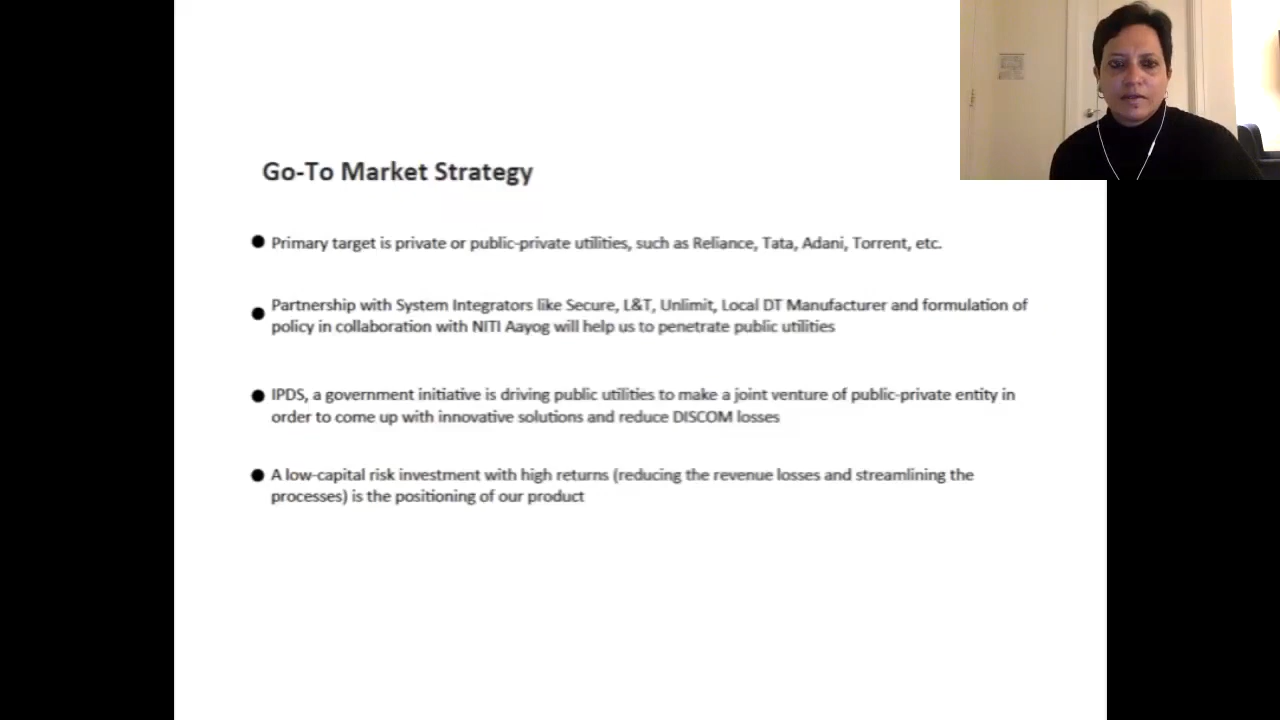 Go-To Market Strategy
Primary target is private or public-private utilities, such as Reliance, Tata, Adani, Torrent, etc.
Partnership with System Integrators like Secure, L&T, Unlimit, Local DT Manufacturer and formulation of
policy in collaboration with NITI Aayog will help us to penetrate public utilities
IPDS, a government initiative is driving public utilities to make a joint venture of public-private entity in
order to come up with innovative solutions and reduce DISCOM losses
A low-capital risk investment with high returns (reducing the revenue losses and streamlining the
processes) is the positioning of our product